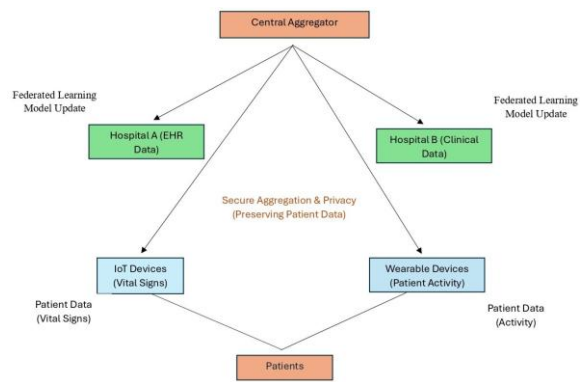 Central Aggregator
Federated Learning
Model Update
Federated Learning
Model Update
Hospital A (EHR
Data)
Hospital B (Clinical
Data)
Secure Aggregation & Privacy
(Preserving Patient Data)
IoT Devices
(Vital Signs)
Wearable Devices
(Patient Activity)
Patient Data
(Vital Signs)
Patient Data
(Activity)
Patients